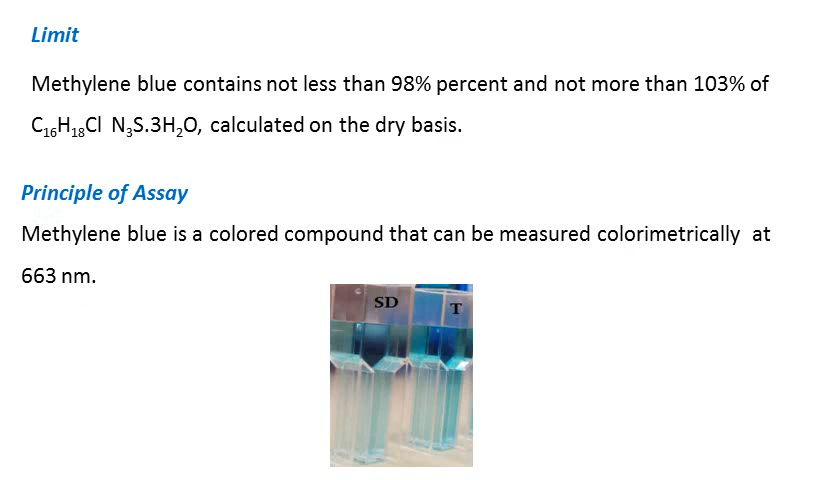 Limit
Methylene blue contains not less than 98% percent and not more than 103% of
C₁₆H₁₈Cl N₃S.3H₂O, calculated on the dry basis.
Principle of Assay
Methylene blue is a colored compound that can be measured colorimetrically at
663 nm.
SD
T